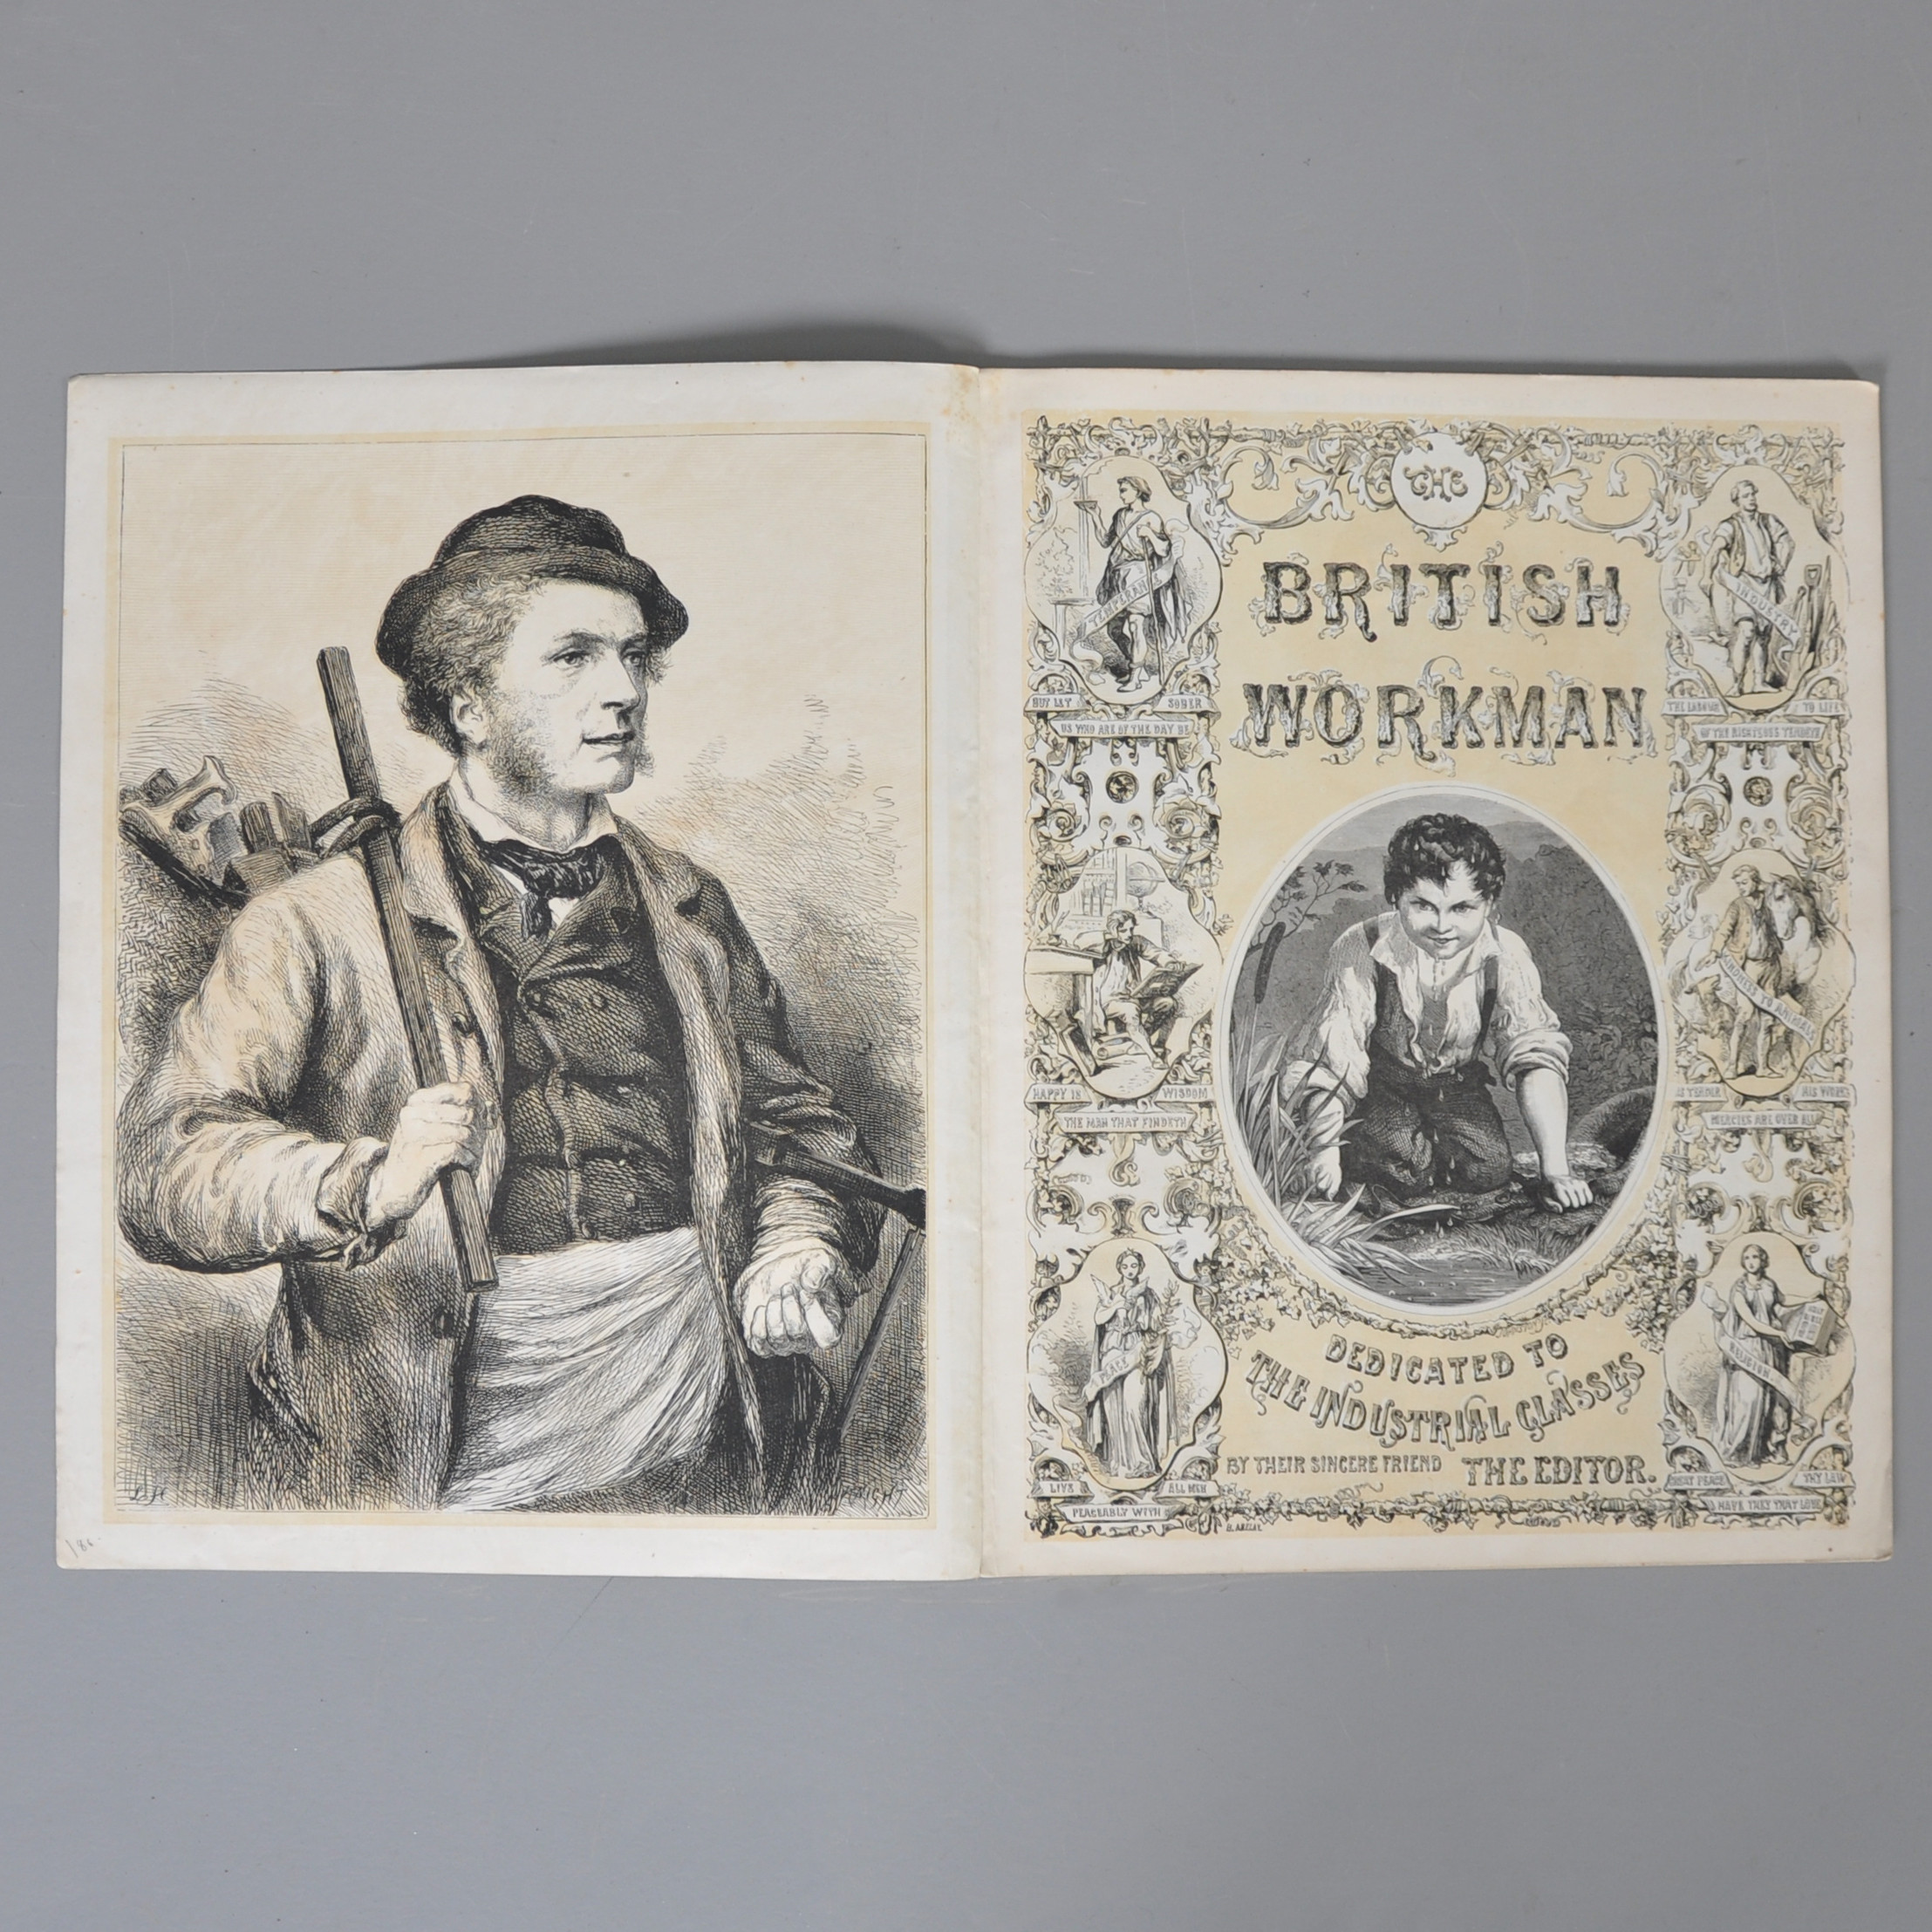 THE
BRITISH
WORKMAN
TEMPERANCE
BUT LET SOBER
US WHO ARE OF THE DAY BE
HAPPY IS WISDOM
THE MAN THAT FINDETH
PEACE
LIVE ALL MEN
PEACEABLY WITH
INDUSTRY
THE LABOUR TO LIFE
OF THE RIGHTEOUS TENDETH
KINDNESS TO ANIMALS
HIS TENDER HIS WORKS
MERCIES ARE OVER ALL
RELIGION
GREAT PEACE THY LAW
HAVE THEY THAT LOVE
DEDICATED TO
THE INDUSTRIAL CLASSES
BY THEIR SINCERE FRIEND THE EDITOR.